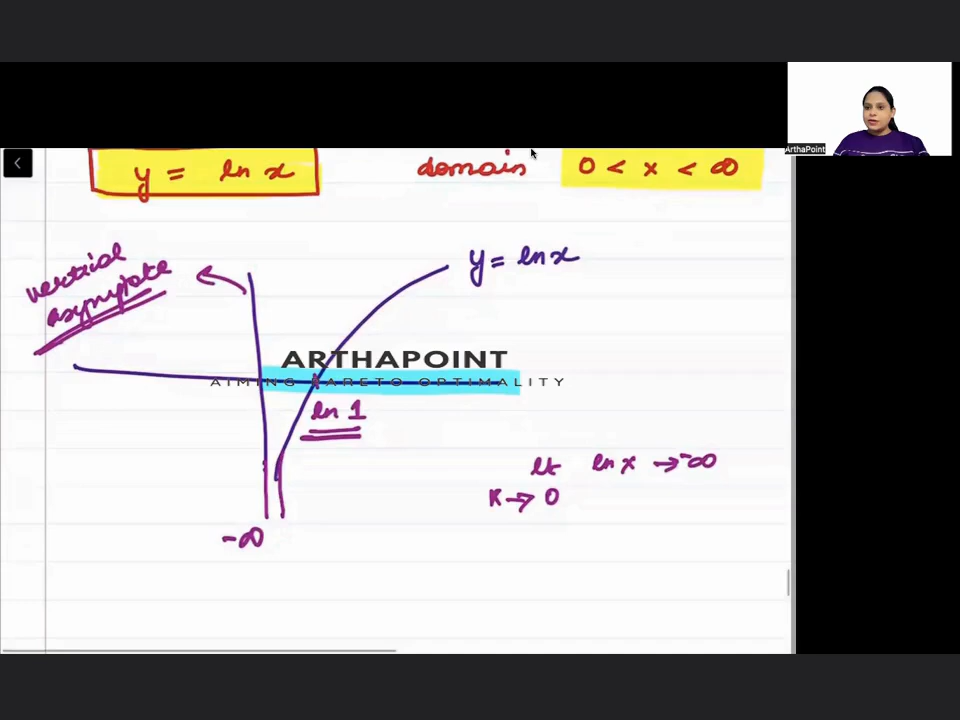 ArthaPoint
y = ln x domain 0 < x < ∞
y = ln x
vertical
asymptote
ARTHAPOINT
AIMING PARETO OPTIMALITY
ln 1
lt ln x → -∞
x → 0
-∞